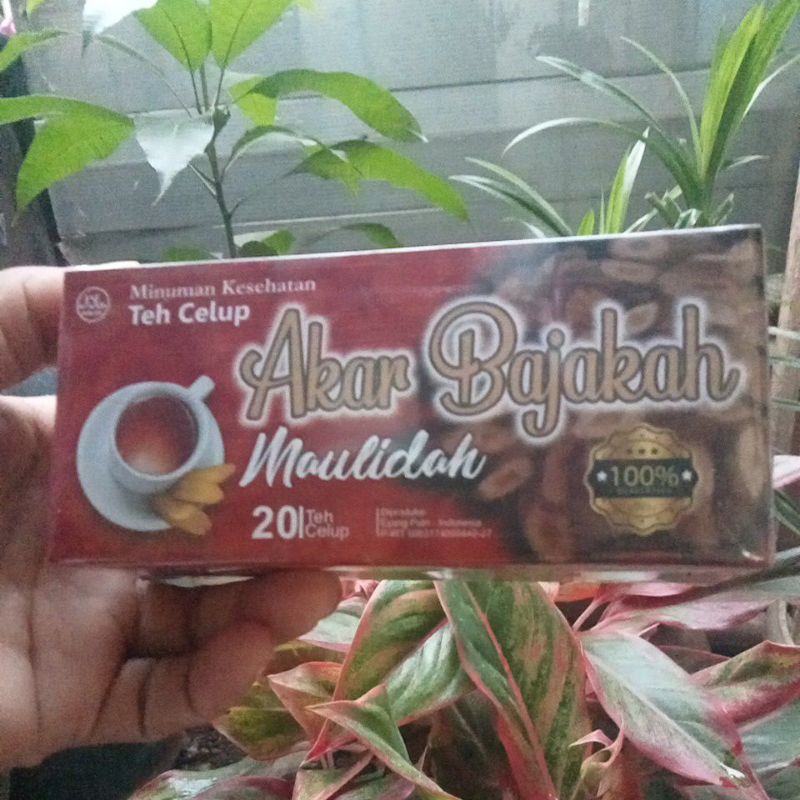 Minuman Kesehatan
Teh Celup
Akar Bajakah
Maulidah
20 Teh
Celup
100%